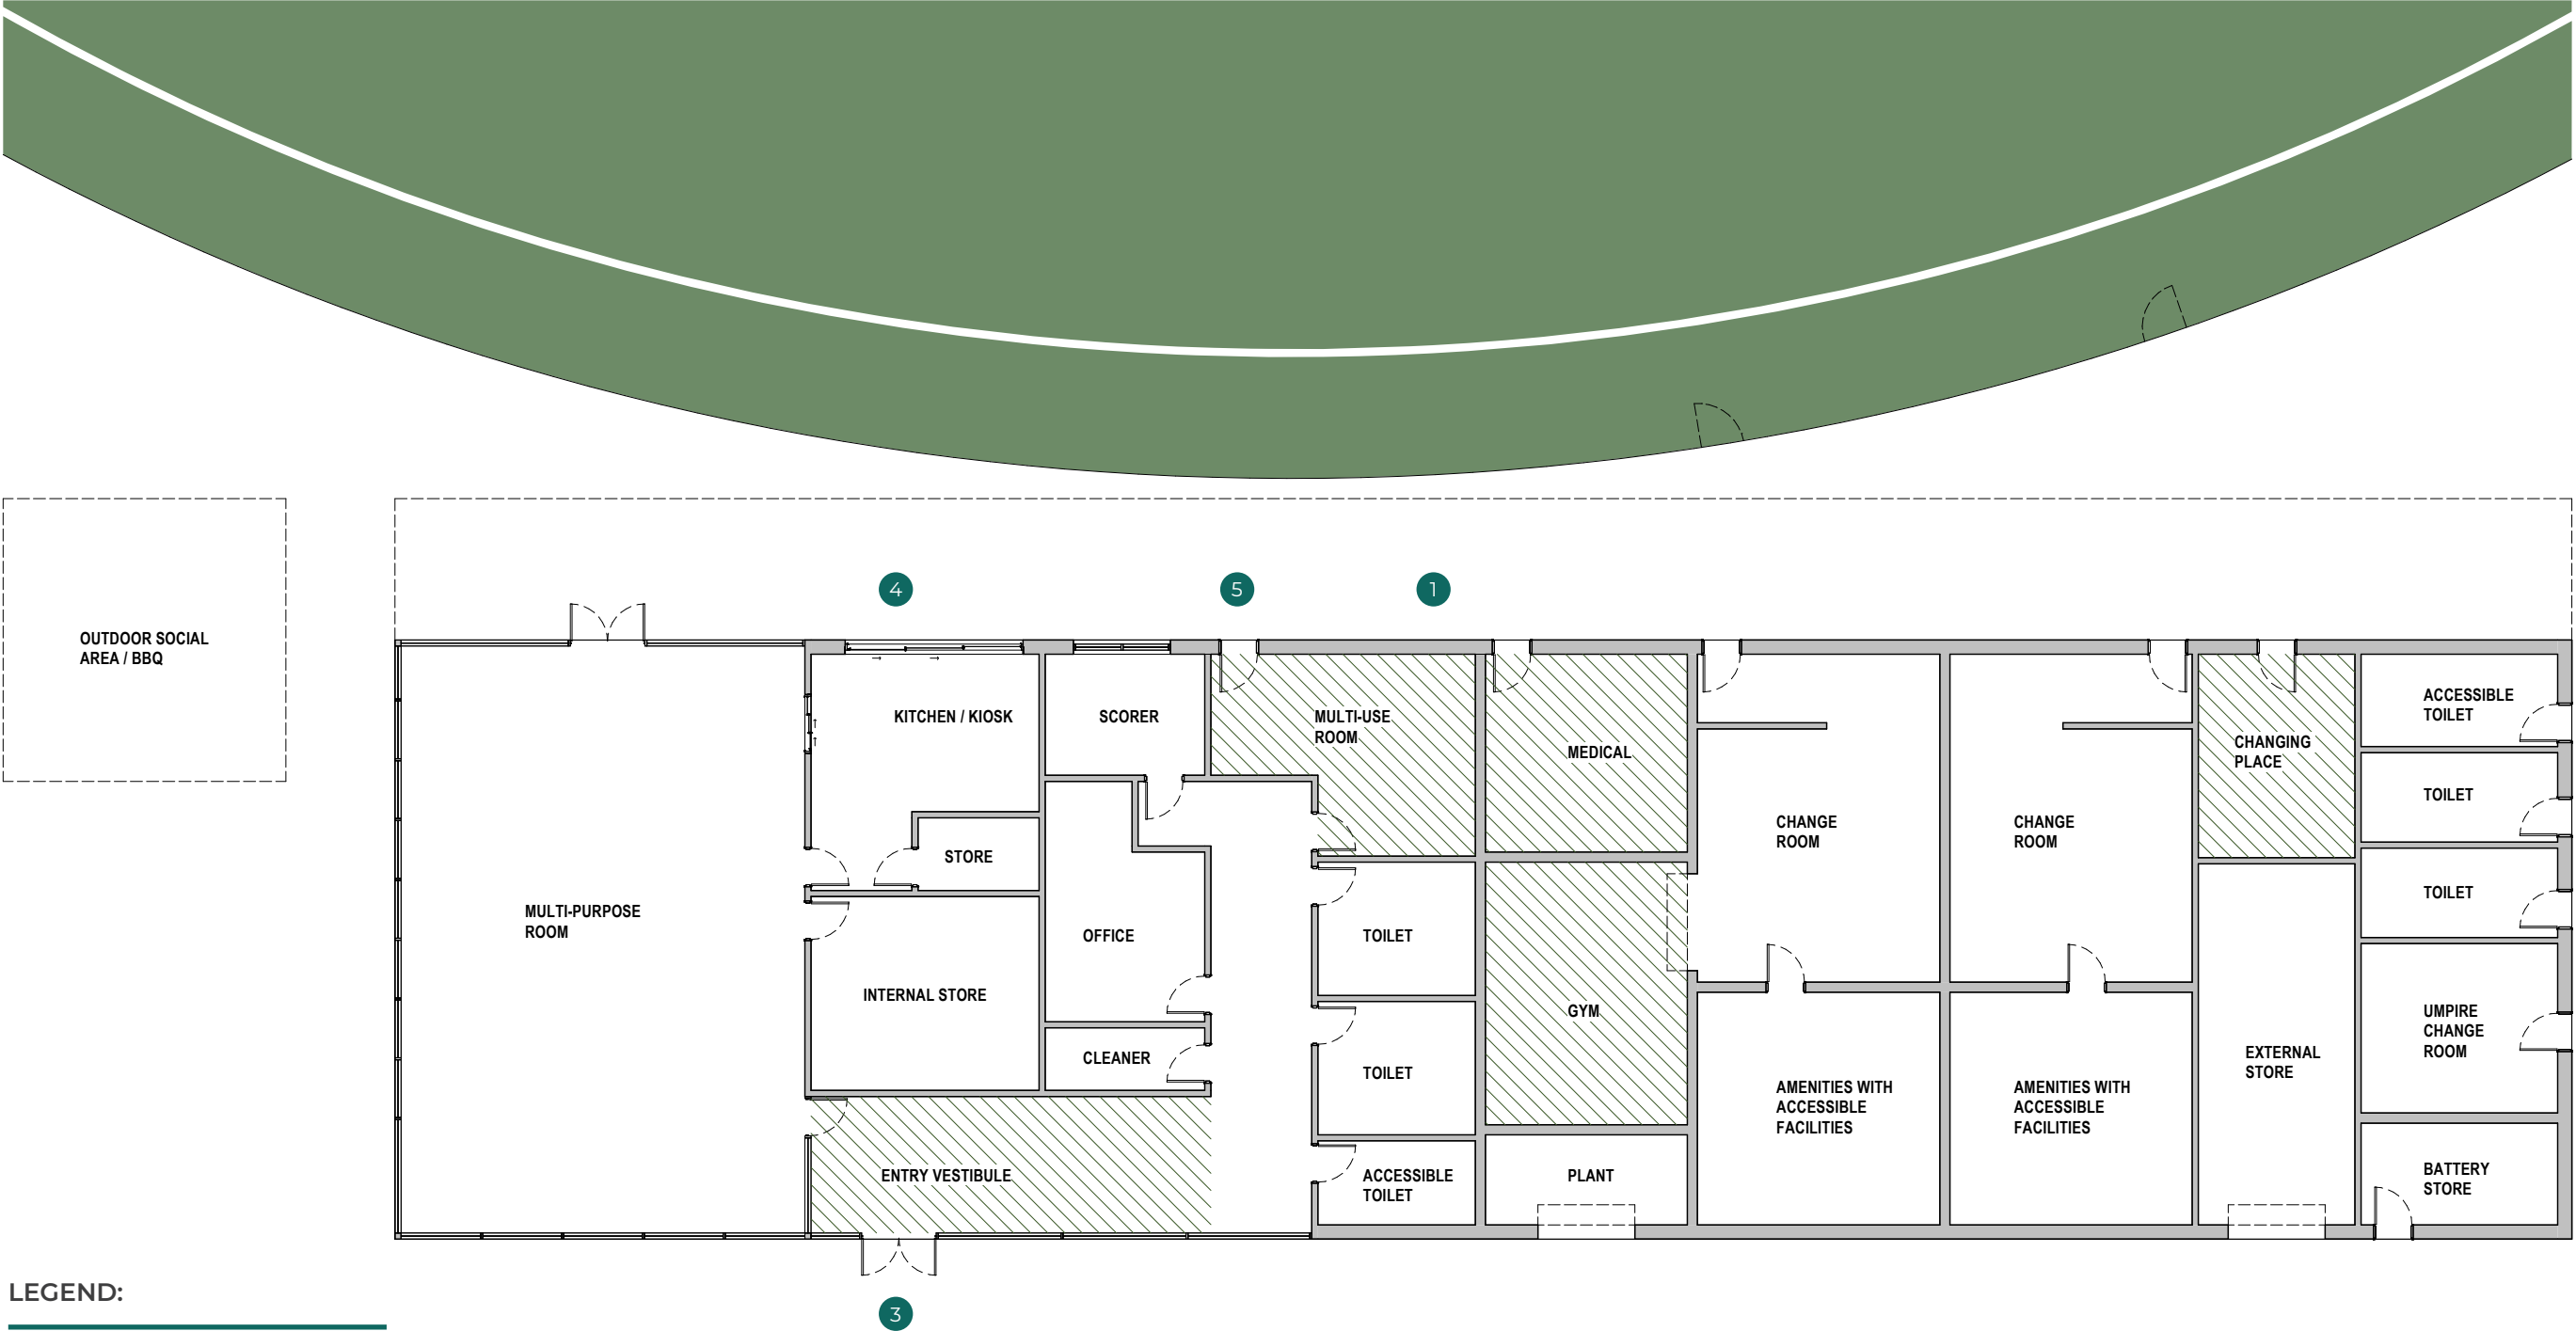 4
5
1
OUTDOOR SOCIAL
AREA / BBQ
KITCHEN / KIOSK
SCORER
MULTI-USE
ROOM
MEDICAL
CHANGING
PLACE
ACCESSIBLE
TOILET
TOILET
CHANGE
ROOM
CHANGE
ROOM
STORE
TOILET
MULTI-PURPOSE
ROOM
OFFICE
TOILET
INTERNAL STORE
GYM
UMPIRE
CHANGE
ROOM
CLEANER
TOILET
EXTERNAL
STORE
AMENITIES WITH
ACCESSIBLE
FACILITIES
AMENITIES WITH
ACCESSIBLE
FACILITIES
ENTRY VESTIBULE
ACCESSIBLE
TOILET
PLANT
BATTERY
STORE
LEGEND:
3